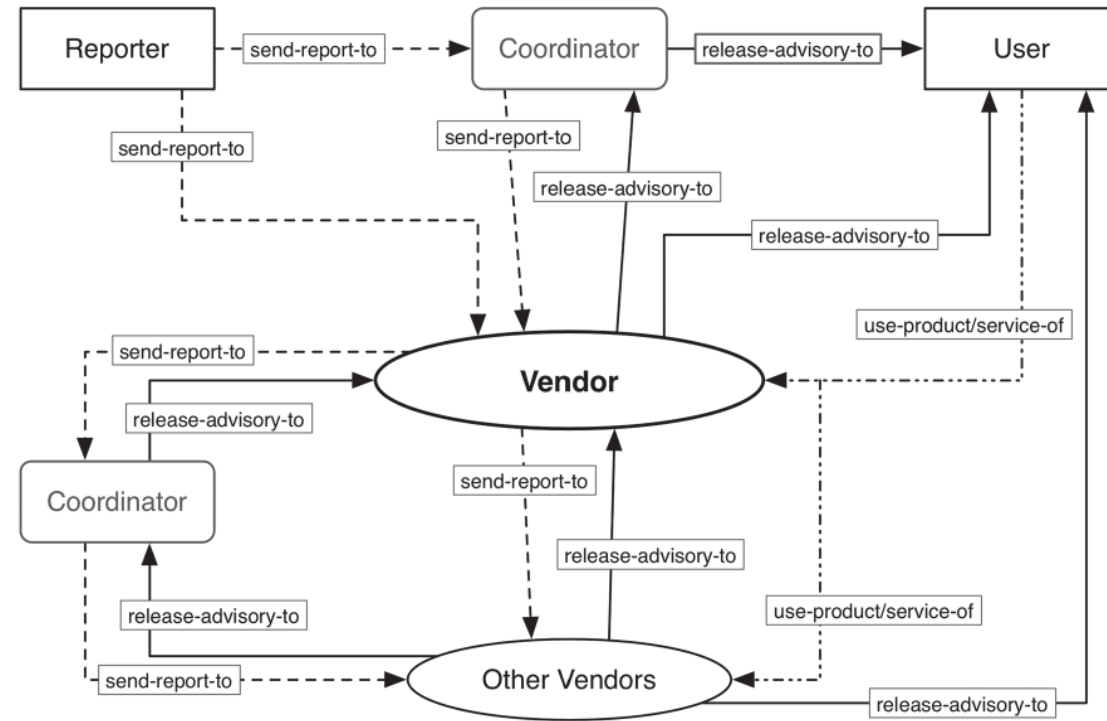 Reporter
send-report-to
Coordinator
release-advisory-to
User
send-report-to
send-report-to
release-advisory-to
release-advisory-to
use-product/service-of
send-report-to
Vendor
release-advisory-to
send-report-to
Coordinator
release-advisory-to
release-advisory-to
use-product/service-of
send-report-to
Other Vendors
release-advisory-to